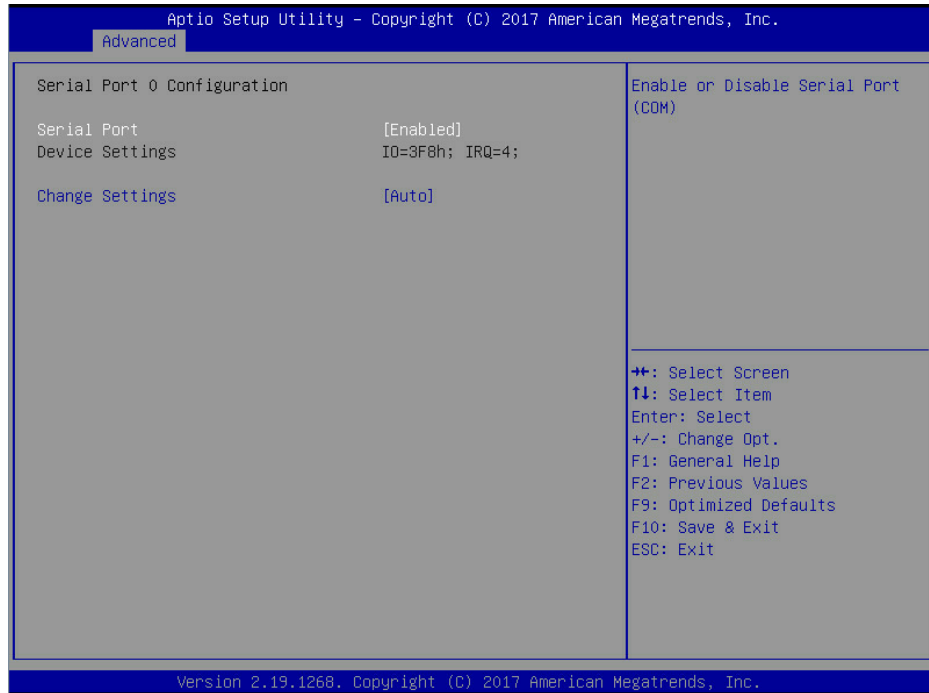 Aptio Setup Utility – Copyright (C) 2017 American Megatrends, Inc.
Advanced
Serial Port 0 Configuration
Serial Port [Enabled]
Device Settings IO=3F8h; IRQ=4;
Change Settings [Auto]
Enable or Disable Serial Port
(COM)
→←: Select Screen
↑↓: Select Item
Enter: Select
+/-: Change Opt.
F1: General Help
F2: Previous Values
F9: Optimized Defaults
F10: Save & Exit
ESC: Exit
Version 2.19.1268. Copyright (C) 2017 American Megatrends, Inc.